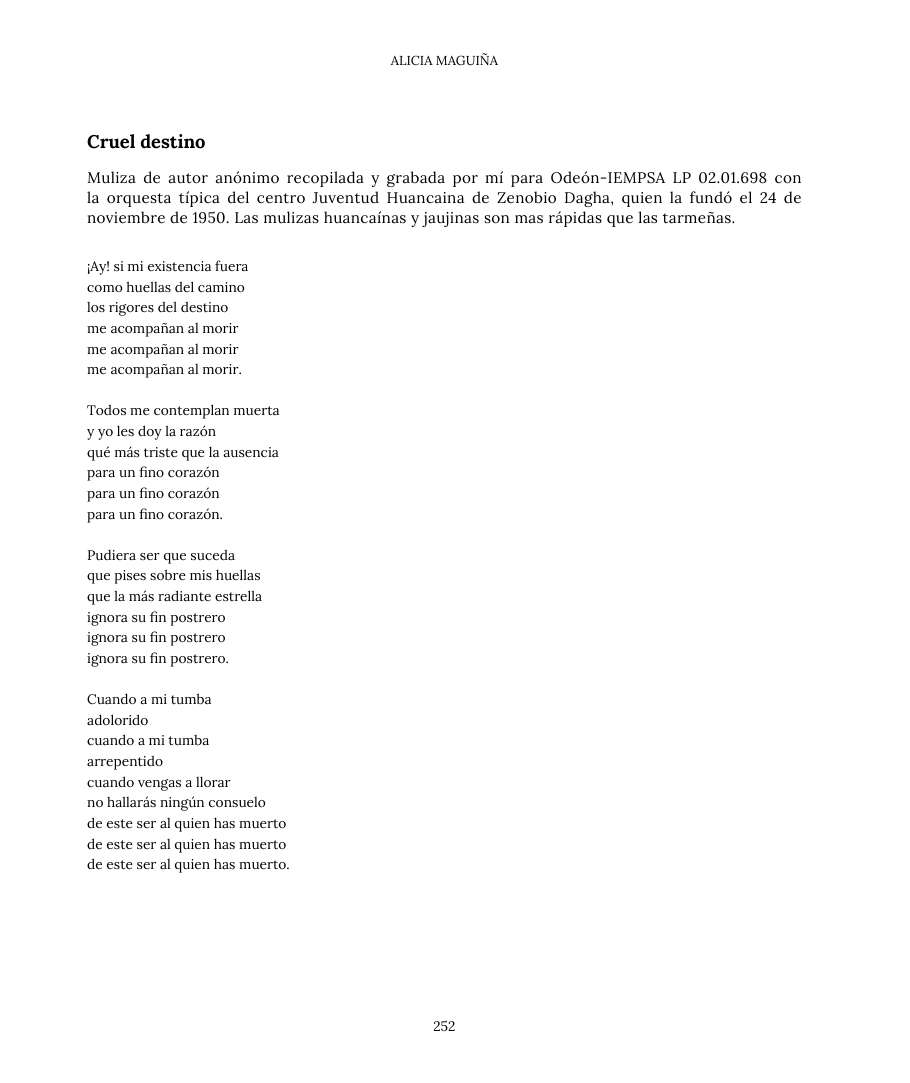 ALICIA MAGUIÑA
Cruel destino
Muliza de autor anónimo recopilada y grabada por mí para Odeón-IEMPSA LP 02.01.698 con
la orquesta típica del centro Juventud Huancaina de Zenobio Dagha, quien la fundó el 24 de
noviembre de 1950. Las mulizas huancaínas y jaujinas son mas rápidas que las tarmeñas.
¡Ay! si mi existencia fuera
como huellas del camino
los rigores del destino
me acompañan al morir
me acompañan al morir
me acompañan al morir.
Todos me contemplan muerta
y yo les doy la razón
qué más triste que la ausencia
para un fino corazón
para un fino corazón
para un fino corazón.
Pudiera ser que suceda
que pises sobre mis huellas
que la más radiante estrella
ignora su fin postrero
ignora su fin postrero
ignora su fin postrero.
Cuando a mi tumba
adolorido
cuando a mi tumba
arrepentido
cuando vengas a llorar
no hallarás ningún consuelo
de este ser al quien has muerto
de este ser al quien has muerto
de este ser al quien has muerto.
252